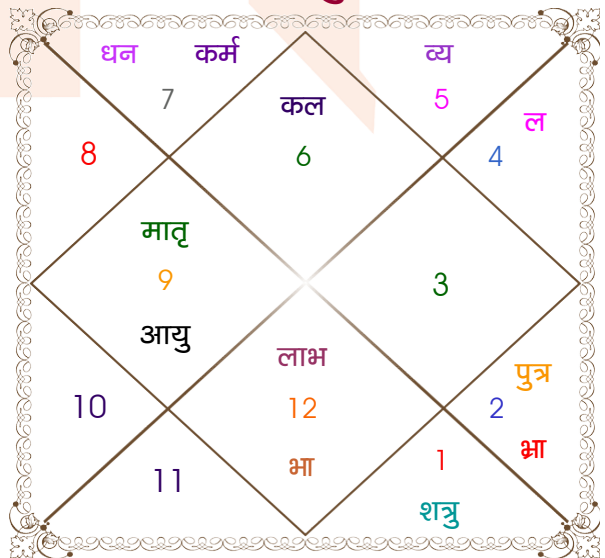 धन कर्म व्य
7 कल 5 ल
8 6 4
मातृ
9 3
आयु
लाभ पुत्र
10 12 2
भा 1 भ्रा
11
शत्रु